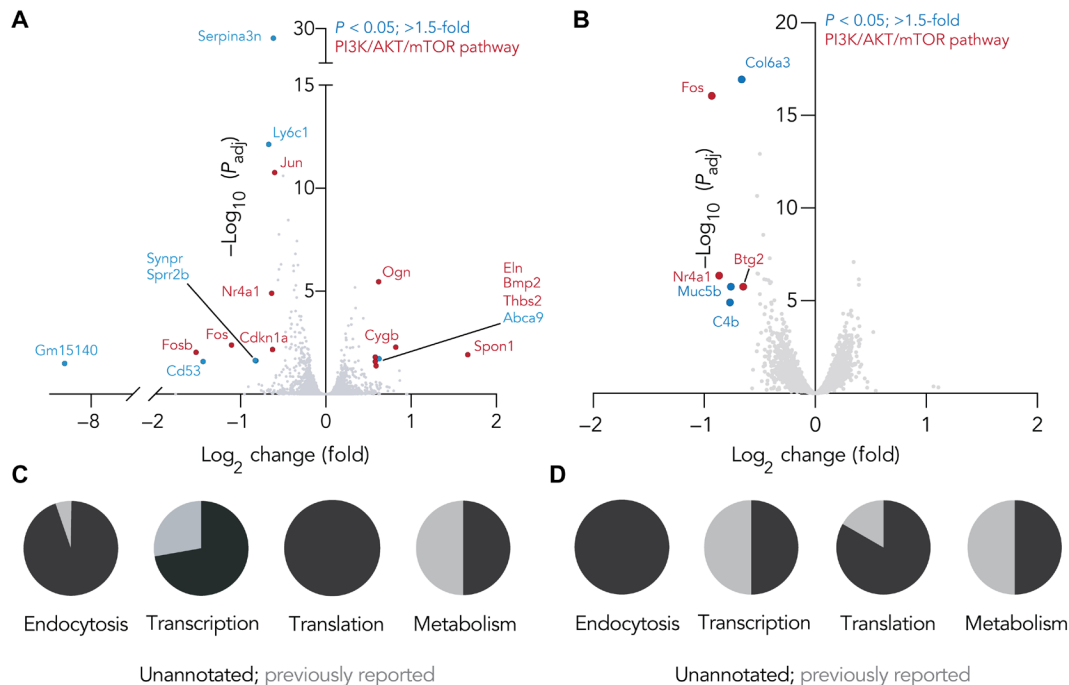 A
P < 0.05; >1.5-fold
PI3K/AKT/mTOR pathway
30
Serpina3n
15
Ly6c1
Jun
10
–Log10 (Padj)
Synpr
Sprr2b
Ogn
Eln
Bmp2
Thbs2
Abca9
Nr4a1
5
Fosb
Fos
Cdkn1a
Cygb
Spon1
Gm15140
Cd53
−8
−2
−1
0
1
2
Log2 change (fold)
B
P < 0.05; >1.5-fold
PI3K/AKT/mTOR pathway
20
Col6a3
Fos
15
–Log10 (Padj)
10
Btg2
Nr4a1
Muc5b
5
C4b
−2
−1
0
1
2
Log2 change (fold)
C
Endocytosis
Transcription
Translation
Metabolism
Unannotated; previously reported
D
Endocytosis
Transcription
Translation
Metabolism
Unannotated; previously reported